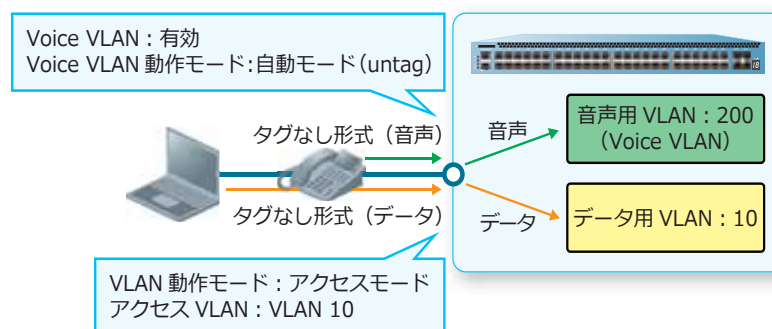 Voice VLAN：有効
Voice VLAN 動作モード:自動モード（untag）
タグなし形式（音声）
音声
音声用 VLAN：200
（Voice VLAN）
タグなし形式（データ）
データ
データ用 VLAN：10
VLAN 動作モード：アクセスモード
アクセス VLAN：VLAN 10